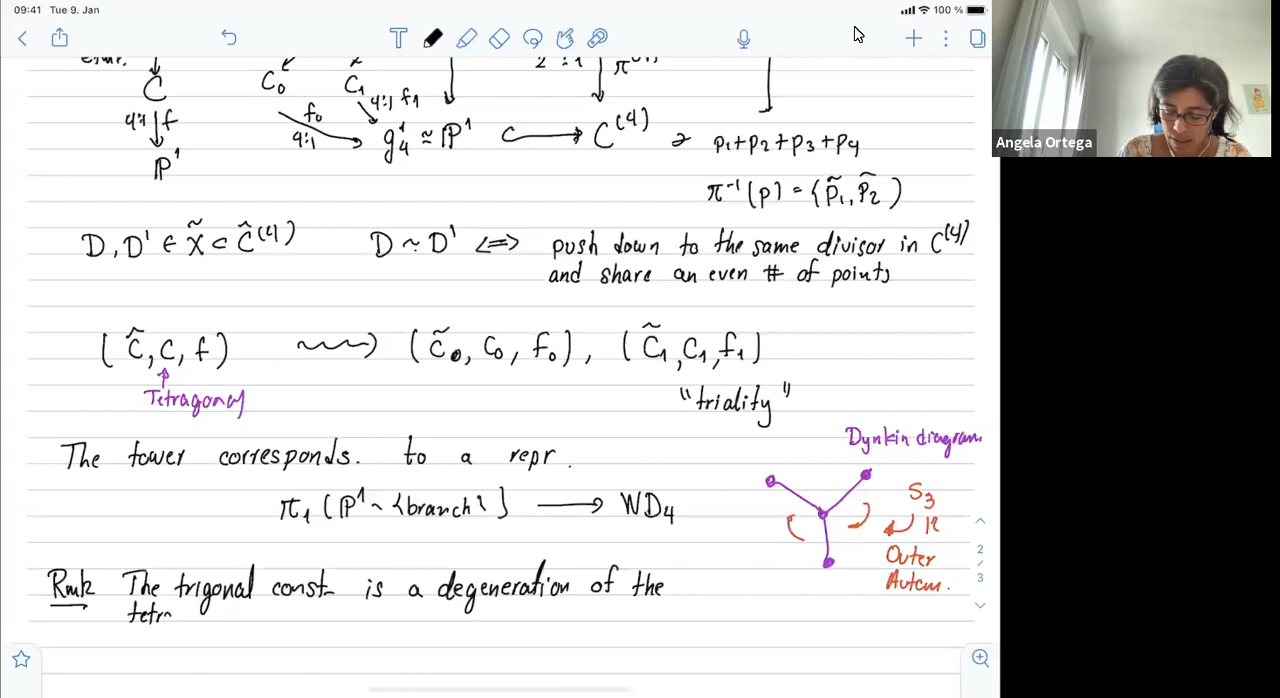 09:41 Tue 9. Jan
100 %
Angela Ortega
C C₀ C₁ 2:1
4:1 f f₀ 4:1 4:1 f₁ g¹₄ ≃ ℙ¹ C⁽⁴⁾ ∋ p₁+p₂+p₃+p₄
ℙ¹
π⁻¹(p) = {p̃₁, p̃₂}
D, D' ∈ X̃ ⊂ C̃⁽⁴⁾ D ~ D' ⟺ push down to the same divisor in C⁽⁴⁾
and share an even # of points
(C̃, C, f) ⇝ (C̃₀, C₀, f₀), (C̃₁, C₁, f₁)
Tetragonal
"triality"
Dynkin diagram
The tower corresponds. to a repr.
π₁(ℙ¹ ∖ {branch}) ⟶ WD₄
S₃
Outer
Autom.
2
/
3
Rmk The trigonal const is a degeneration of the
tetr